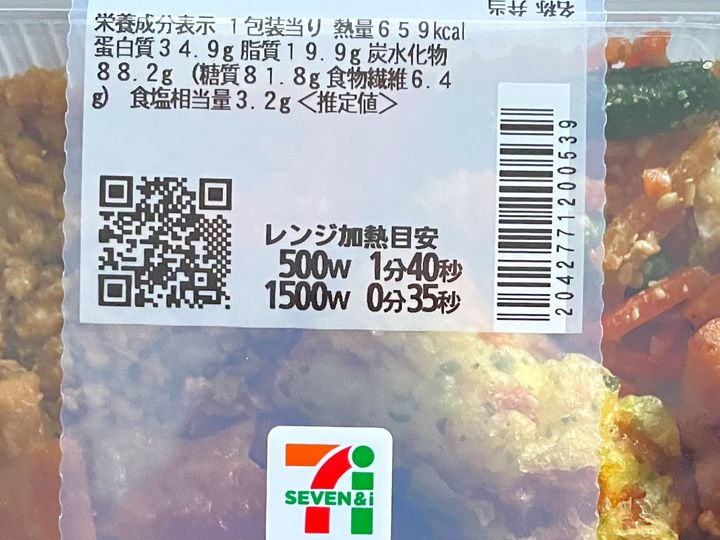 名称 弁当
栄養成分表示 1包装当り 熱量659kcal
蛋白質34.9g 脂質19.9g 炭水化物
88.2g (糖質81.8g 食物繊維6.4
g) 食塩相当量3.2g<推定値>
レンジ加熱目安
500W 1分40秒
1500W 0分35秒
2042771200539
SEVEN&i